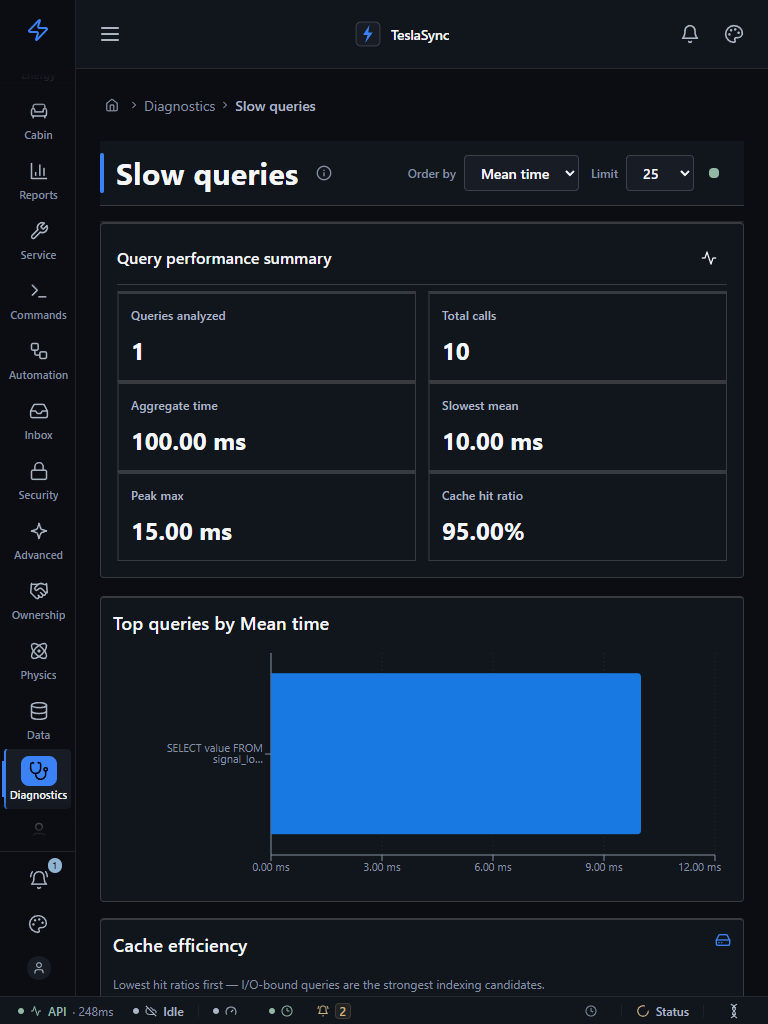 TeslaSync
Diagnostics
Slow queries
Slow queries
Order by
Mean time
Limit
25
Cabin
Reports
Service
Commands
Automation
Inbox
Security
Advanced
Ownership
Physics
Data
Diagnostics
1
Query performance summary
Queries analyzed
1
Total calls
10
Aggregate time
100.00 ms
Slowest mean
10.00 ms
Peak max
15.00 ms
Cache hit ratio
95.00%
Top queries by Mean time
SELECT value FROM
signal_lo...
0.00 ms
3.00 ms
6.00 ms
9.00 ms
12.00 ms
Cache efficiency
Lowest hit ratios first — I/O-bound queries are the strongest indexing candidates.
API · 248ms
Idle
2
Status